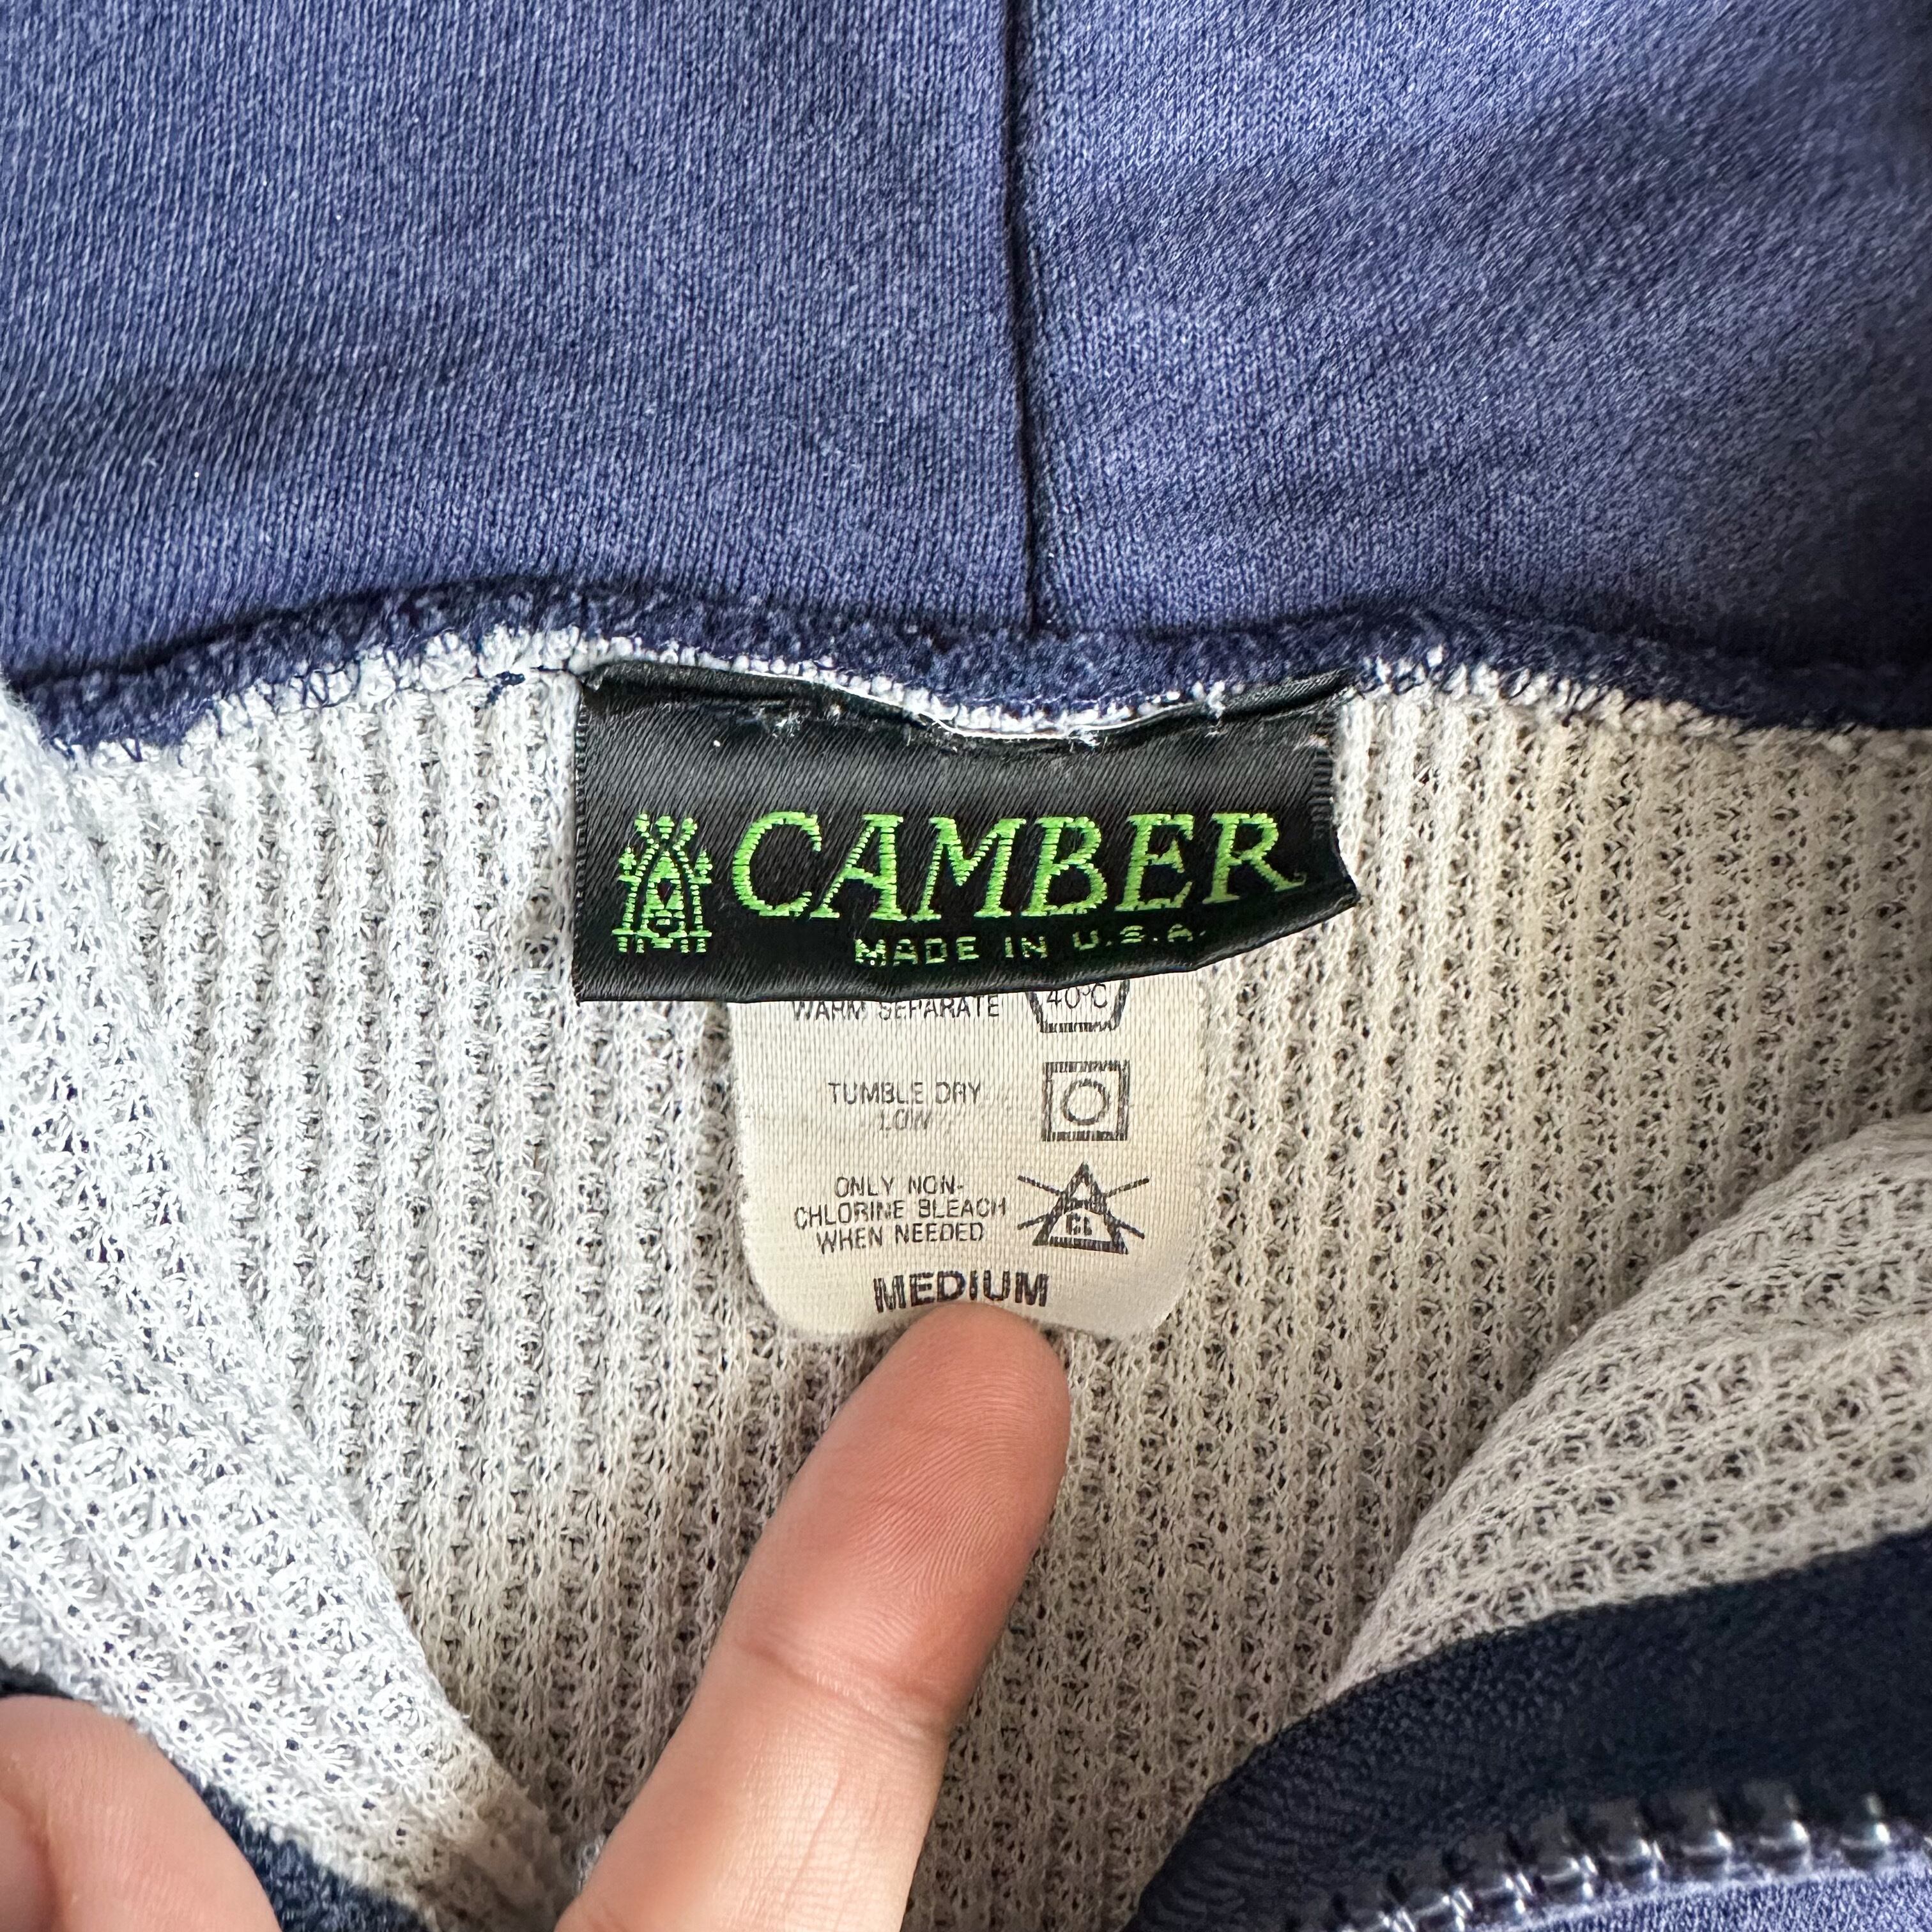 CAMBER
MADE IN U.S.A.
WARM SEPARATE 40°C
TUMBLE DRY
LOW
ONLY NON-
CHLORINE BLEACH
WHEN NEEDED
CL
MEDIUM